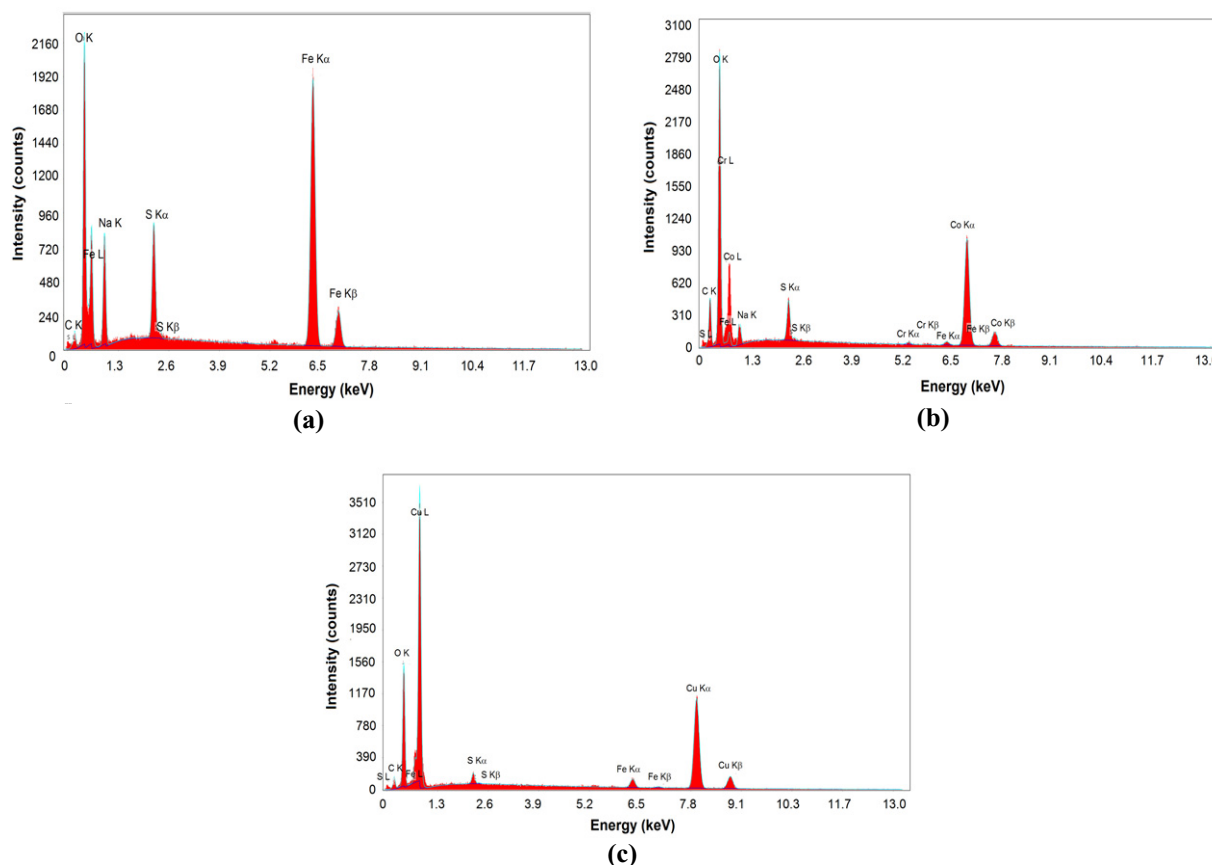 2160
1920
1680
1440
1200
960
720
480
240
0
Intensity (counts)
O K
Fe L
Na K
C K
S Kα
S Kβ
Fe Kα
Fe Kβ
0 1.3 2.6 3.9 5.2 6.5 7.8 9.1 10.4 11.7 13.0
Energy (keV)
(a)
3100
2790
2480
2170
1860
1550
1240
930
620
310
0
Intensity (counts)
O K
Cr L
Co L
C K
S L
Fe L
Na K
S Kα
S Kβ
Cr Kα
Cr Kβ
Fe Kα
Co Kα
Fe Kβ
Co Kβ
0 1.3 2.6 3.9 5.2 6.5 7.8 9.1 10.4 11.7 13.0
Energy (keV)
(b)
3510
3120
2730
2310
1950
1560
1170
780
390
0
Intensity (counts)
Cu L
O K
S L
C K
Fe L
S Kα
S Kβ
Fe Kα
Fe Kβ
Cu Kα
Cu Kβ
0 1.3 2.6 3.9 5.2 6.5 7.8 9.1 10.3 11.7 13.0
Energy (keV)
(c)